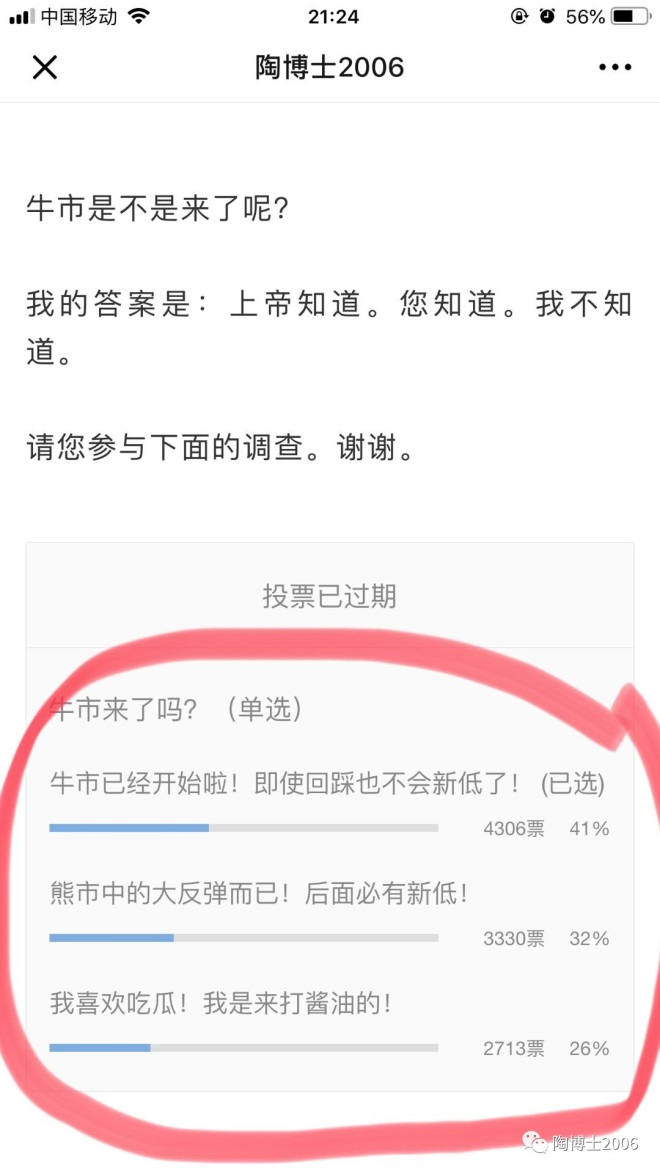 中国移动 21:24 56%
陶博士2006
牛市是不是来了呢？
我的答案是：上帝知道。您知道。我不知
道。
请您参与下面的调查。谢谢。
投票已过期
牛市来了吗？（单选）
牛市已经开始啦！即使回踩也不会新低了！ (已选)
4306票 41%
熊市中的大反弹而已！后面必有新低！
3330票 32%
我喜欢吃瓜！我是来打酱油的！
2713票 26%
陶博士2006